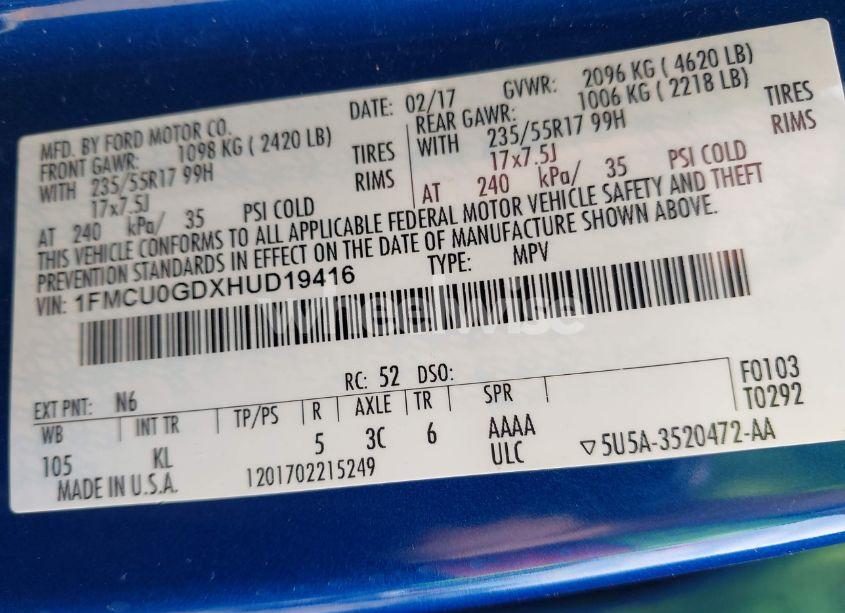 MFD. BY FORD MOTOR CO.
DATE: 02/17
GVWR: 2096 KG ( 4620 LB)
FRONT GAWR: 1098 KG ( 2420 LB)
REAR GAWR: 1006 KG ( 2218 LB)
WITH 235/55R17 99H TIRES
WITH 235/55R17 99H TIRES
17x7.5J RIMS
17x7.5J RIMS
AT 240 kPa/ 35 PSI COLD
AT 240 kPa/ 35 PSI COLD
THIS VEHICLE CONFORMS TO ALL APPLICABLE FEDERAL MOTOR VEHICLE SAFETY AND THEFT
PREVENTION STANDARDS IN EFFECT ON THE DATE OF MANUFACTURE SHOWN ABOVE.
VIN: 1FMCU0GDXHUD19416
TYPE: MPV
wheelwise
EXT PNT: N6 RC: 52 DSO:
F0103
T0292
WB INT TR TP/PS R AXLE TR SPR
105 KL 5 3C 6 AAAA
ULC
▽5U5A-3520472-AA
MADE IN U.S.A. 1201702215249